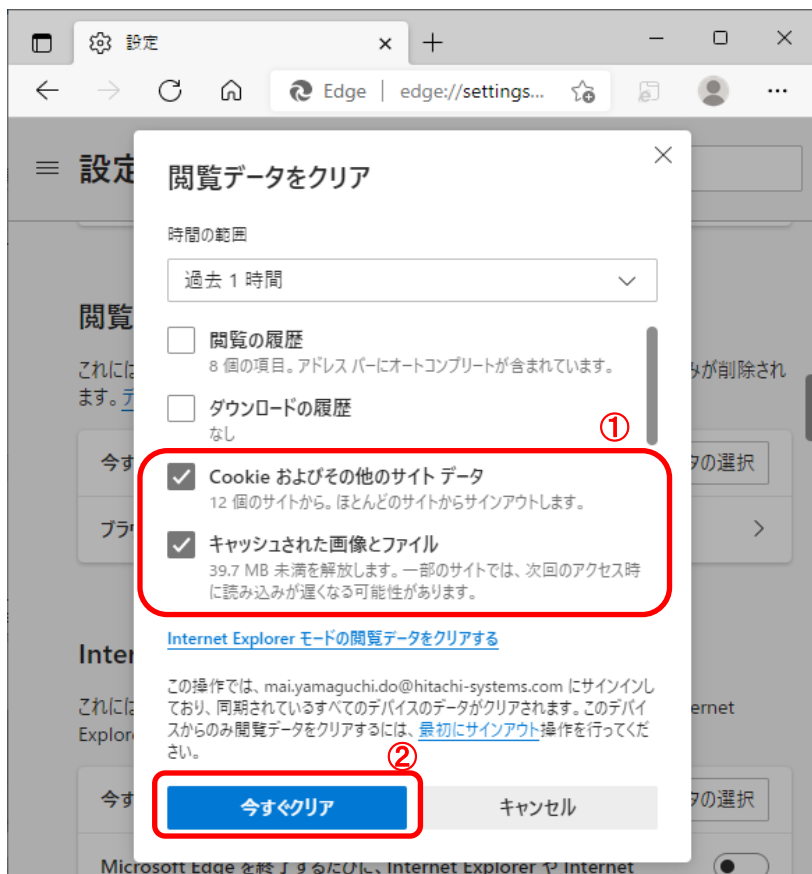 設定
Edge edge://settings...
設定
閲覧データをクリア
時間の範囲
過去 1 時間
閲覧の履歴
8 個の項目。アドレス バーにオートコンプリートが含まれています。
ダウンロードの履歴
なし
①
Cookie およびその他のサイト データ
12 個のサイトから。ほとんどのサイトからサインアウトします。
キャッシュされた画像とファイル
39.7 MB 未満を解放します。一部のサイトでは、次回のアクセス時
に読み込みが遅くなる可能性があります。
Internet Explorer モードの閲覧データをクリアする
この操作では、mai.yamaguchi.do@hitachi-systems.com にサインインし
ており、同期されているすべてのデバイスのデータがクリアされます。このデバイ
スからのみ閲覧データをクリアするには、最初にサインアウト操作を行ってくだ
さい。
②
今すぐクリア
キャンセル
閲覧
これには
みが削除され
ます。デ
今す
タの選択
ブラ
Inter
これには
ernet
Explor
今す
タの選択
Microsoft Edge を終了するたびに、Internet Explorer や Internet